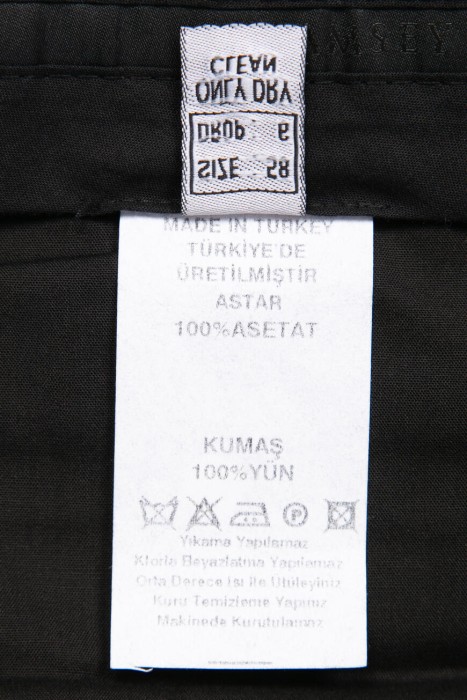 AMSEY
CLEAN
ONLY DRY
DROP : 6
SIZE : 58
MADE IN TURKEY
TÜRKİYE'DE
ÜRETİLMİŞTİR
ASTAR
100%ASETAT
KUMAŞ
100%YÜN
P
Yıkama Yapılamaz
Klorla Beyazlatma Yapılamaz
Orta Derece Isı ile Ütüleyiniz
Kuru Temizleme Yapınız
Makinede Kurutulamaz